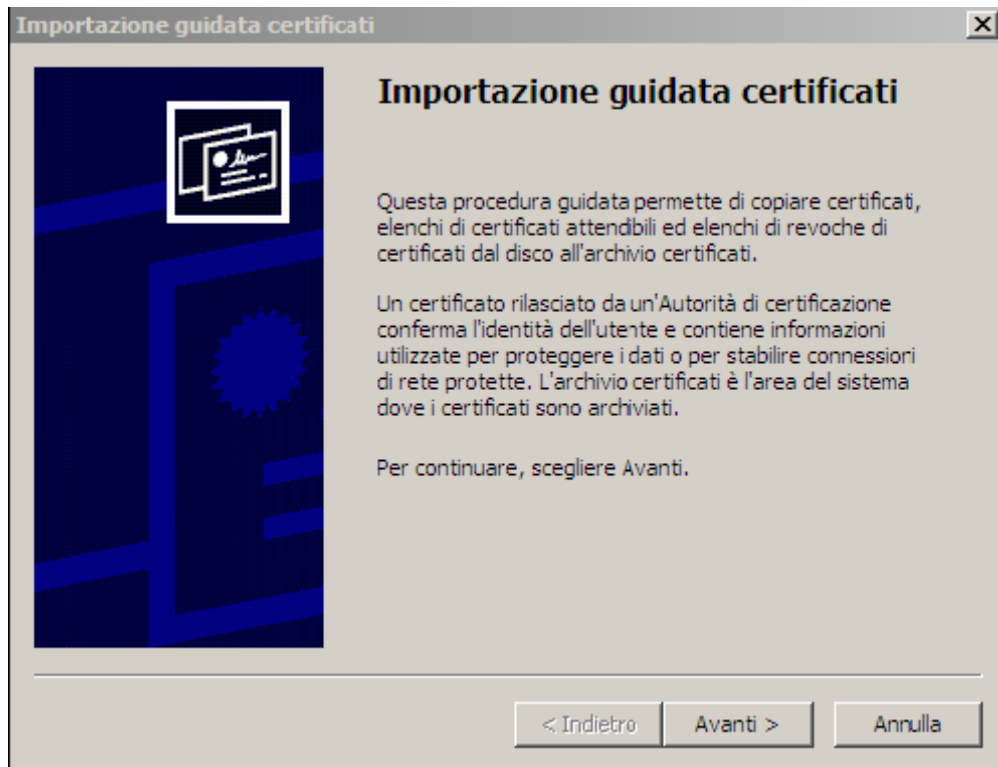 Importazione guidata certificati
Importazione guidata certificati
Questa procedura guidata permette di copiare certificati,
elenchi di certificati attendibili ed elenchi di revoche di
certificati dal disco all'archivio certificati.
Un certificato rilasciato da un'Autorità di certificazione
conferma l'identità dell'utente e contiene informazioni
utilizzate per proteggere i dati o per stabilire connessiori
di rete protette. L'archivio certificati è l'area del sistema
dove i certificati sono archiviati.
Per continuare, scegliere Avanti.
< Indietro
Avanti >
Annulla